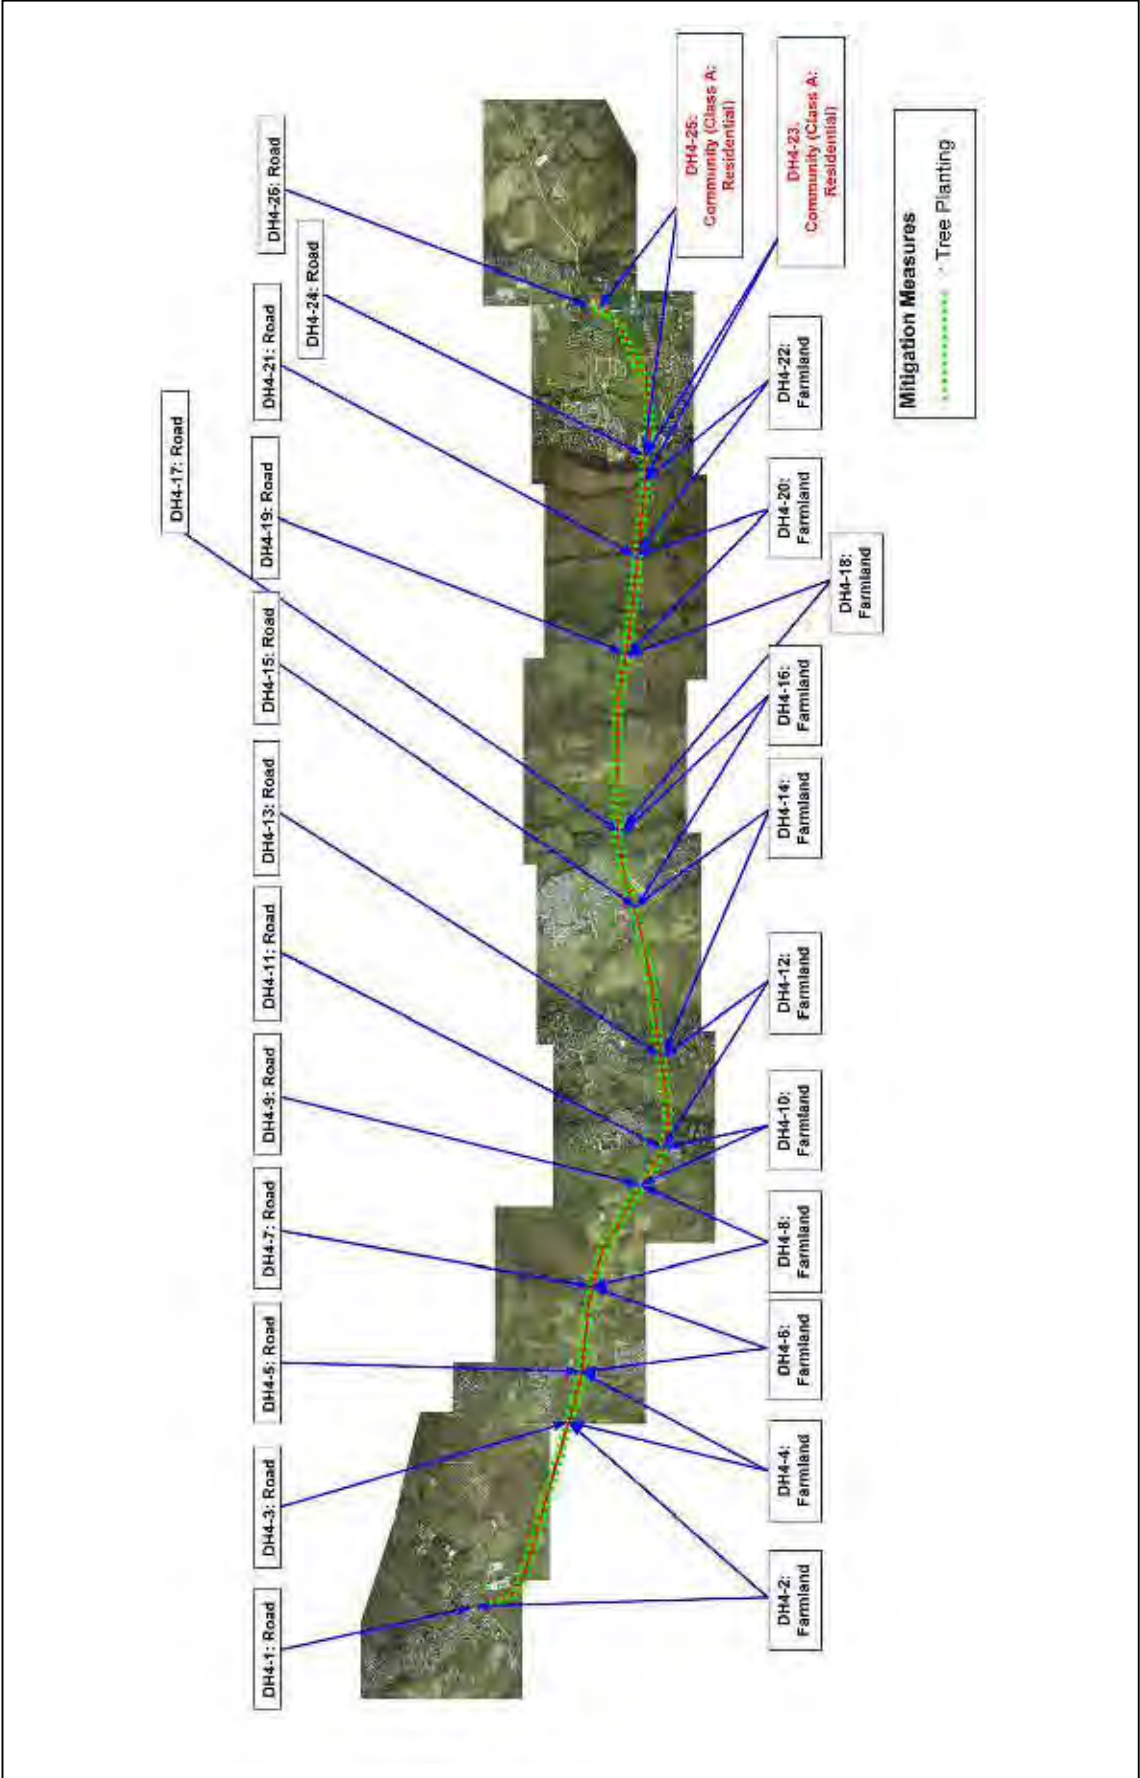 DH4-1: Road
DH4-3: Road
DH4-5: Road
DH4-7: Road
DH4-9: Road
DH4-11: Road
DH4-13: Road
DH4-15: Road
DH4-17: Road
DH4-19: Road
DH4-21: Road
DH4-24: Road
DH4-26: Road
DH4-2:
Farmland
DH4-4:
Farmland
DH4-6:
Farmland
DH4-8:
Farmland
DH4-10:
Farmland
DH4-12:
Farmland
DH4-14:
Farmland
DH4-16:
Farmland
DH4-18:
Farmland
DH4-20:
Farmland
DH4-22:
Farmland
DH4-23:
Community (Class A:
Residential)
DH4-25:
Community (Class A:
Residential)
Mitigation Measures
Tree Planting